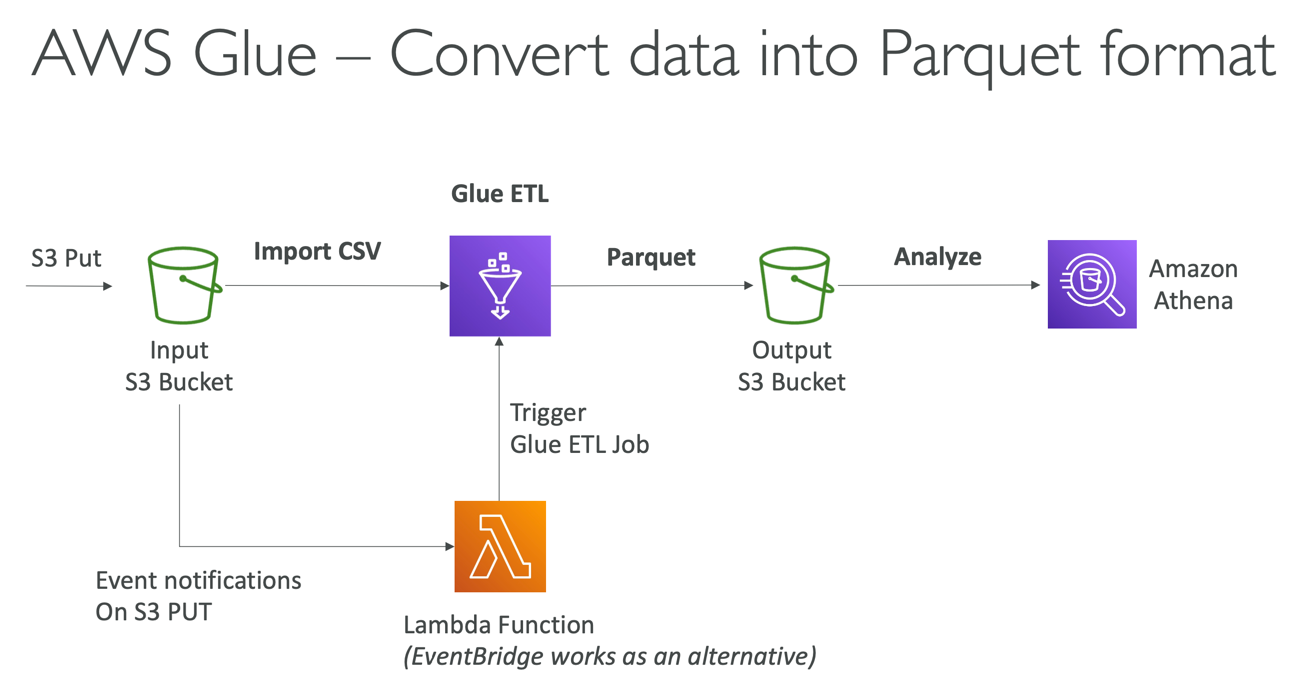 AWS Glue – Convert data into Parquet format
Glue ETL
S3 Put
Import CSV
Parquet
Analyze
Amazon
Athena
Input
S3 Bucket
Output
S3 Bucket
Trigger
Glue ETL Job
Event notifications
On S3 PUT
Lambda Function
(EventBridge works as an alternative)